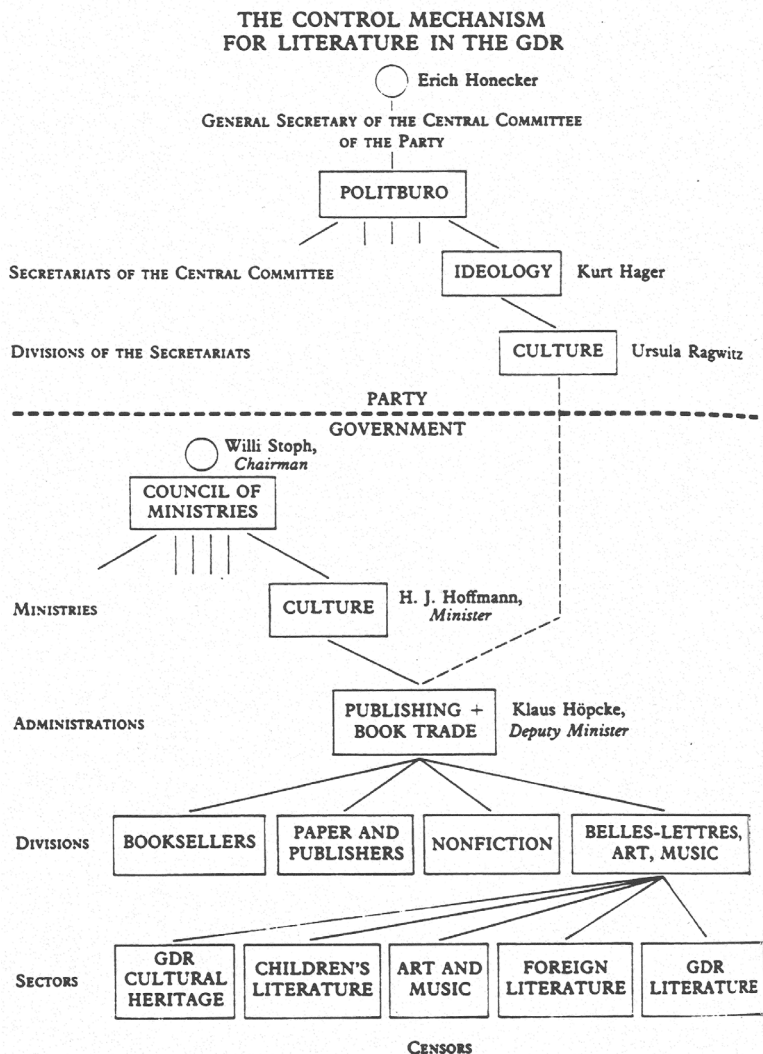 THE CONTROL MECHANISM
FOR LITERATURE IN THE GDR
Erich Honecker
GENERAL SECRETARY OF THE CENTRAL COMMITTEE
OF THE PARTY
POLITBURO
SECRETARIATS OF THE CENTRAL COMMITTEE
IDEOLOGY
Kurt Hager
DIVISIONS OF THE SECRETARIATS
CULTURE
Ursula Ragwitz
PARTY
GOVERNMENT
Willi Stoph,
Chairman
COUNCIL OF
MINISTRIES
MINISTRIES
CULTURE
H. J. Hoffmann,
Minister
ADMINISTRATIONS
PUBLISHING +
BOOK TRADE
Klaus Höpcke,
Deputy Minister
DIVISIONS
BOOKSELLERS
PAPER AND
PUBLISHERS
NONFICTION
BELLES-LETTRES,
ART, MUSIC
SECTORS
GDR
CULTURAL
HERITAGE
CHILDREN'S
LITERATURE
ART AND
MUSIC
FOREIGN
LITERATURE
GDR
LITERATURE
CENSORS